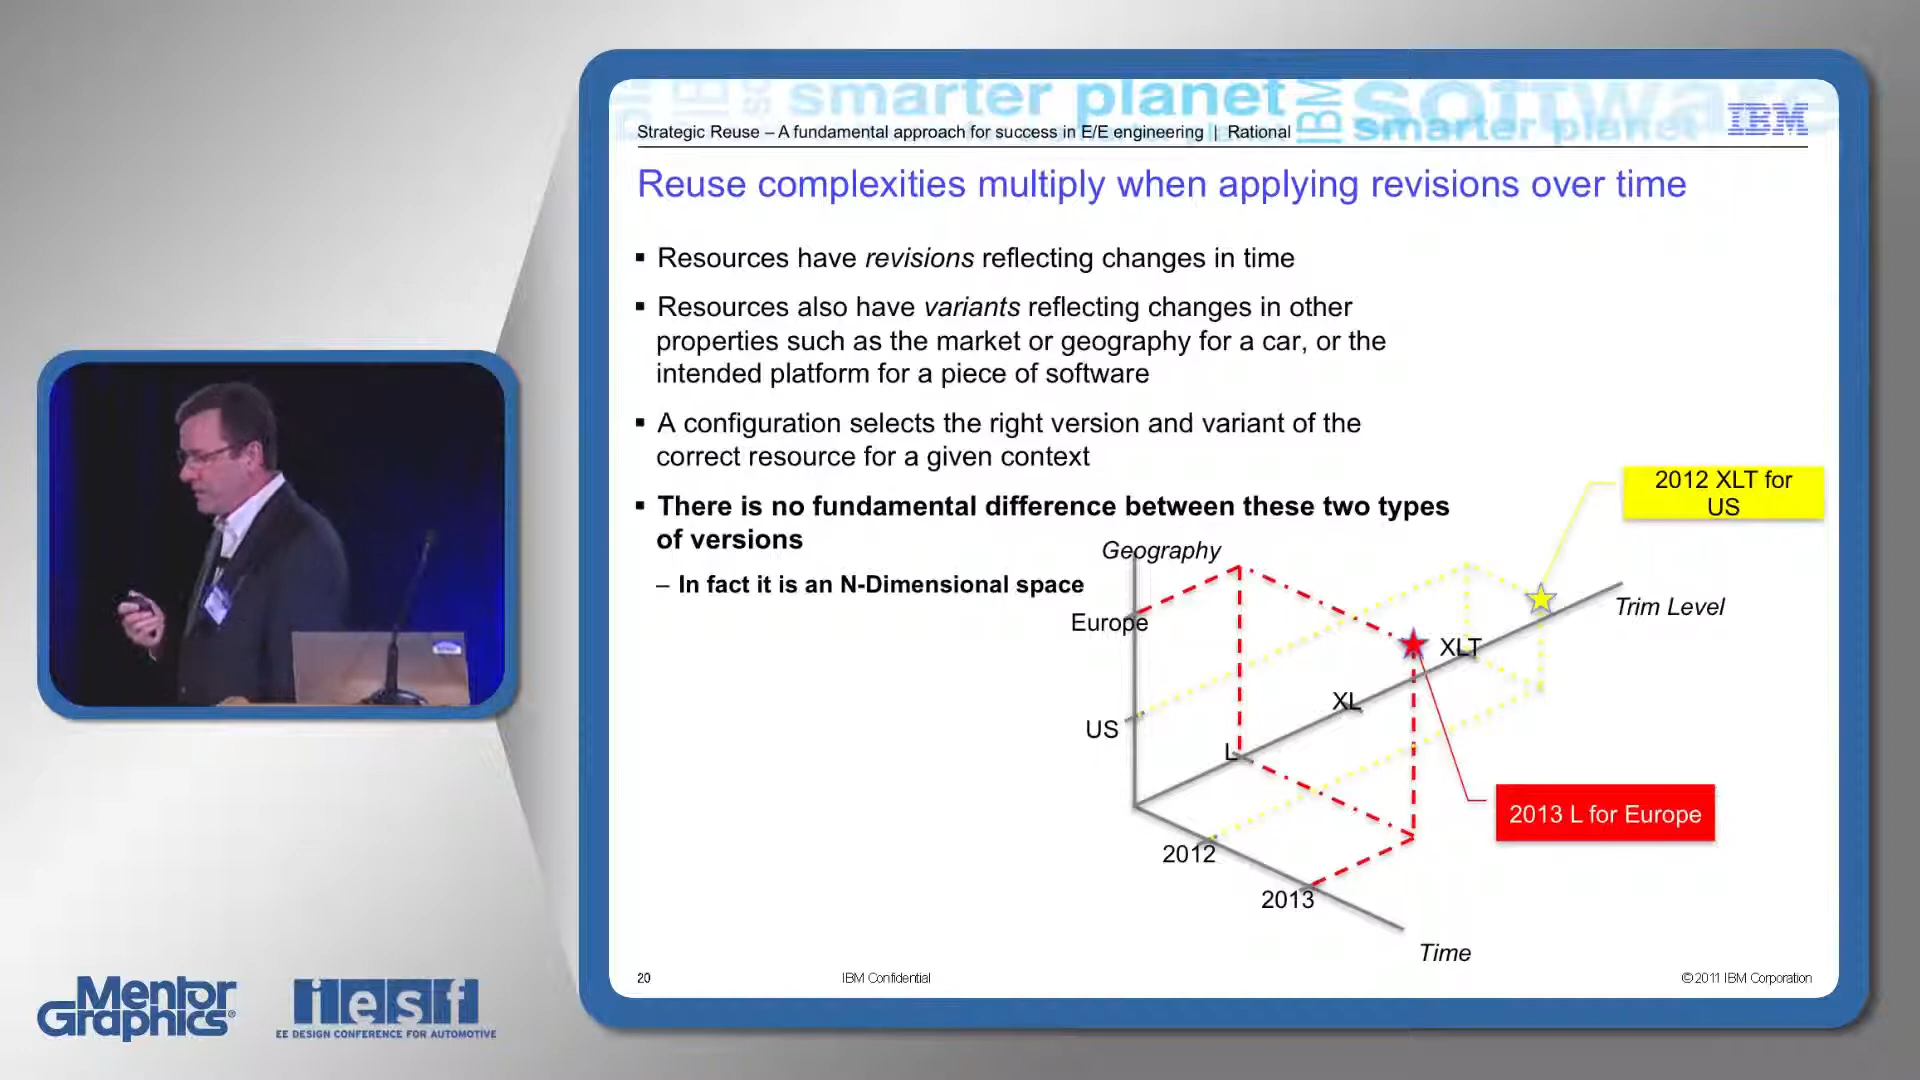 smarter planet
IBM
software
smarter planet
IBM
Strategic Reuse – A fundamental approach for success in E/E engineering | Rational
Reuse complexities multiply when applying revisions over time
▪ Resources have revisions reflecting changes in time
▪ Resources also have variants reflecting changes in other
properties such as the market or geography for a car, or the
intended platform for a piece of software
▪ A configuration selects the right version and variant of the
correct resource for a given context
▪ There is no fundamental difference between these two types
of versions
– In fact it is an N-Dimensional space
2012 XLT for
US
Geography
Europe
Trim Level
XLT
XL
US
L
2013 L for Europe
2012
2013
Time
20
IBM Confidential
©2011 IBM Corporation
Mentor
Graphics®
iesf
EE DESIGN CONFERENCE FOR AUTOMOTIVE